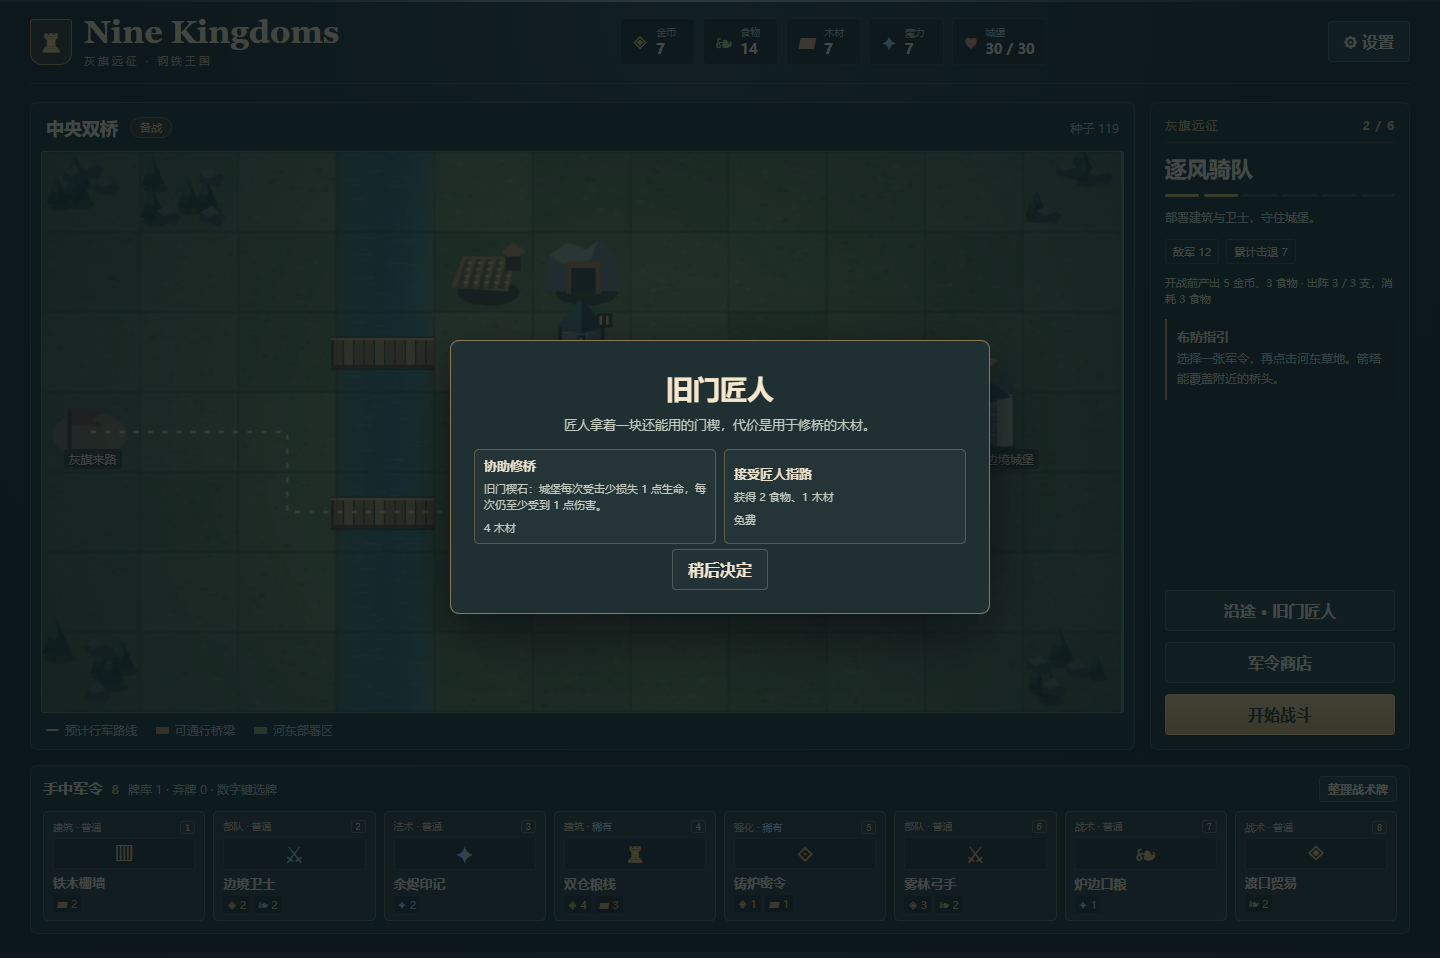 Nine Kingdoms
灰旗远征 · 钢铁王国
金币
7
食物
14
木材
7
魔力
7
城堡
30 / 30
设置
中央双桥
备战
种子 119
灰旗来路
边境城堡
旧门匠人
匠人拿着一块还能用的门楔，代价是用于修桥的木材。
协助修桥
旧门楔石：城堡每次受击少损失 1 点生命，每
次仍至少受到 1 点伤害。
4 木材
接受匠人指路
获得 2 食物、1 木材
免费
稍后决定
预计行军路线
可通行桥梁
河东部署区
灰旗远征
2 / 6
逐风骑队
部署建筑与卫士，守住城堡。
敌军 12
累计击退 7
开战前产出 5 金币、3 食物 · 出阵 3 / 3 支，消
耗 3 食物
布防指引
选择一张军令，再点击河东草地。箭塔
能覆盖附近的桥头。
沿途 • 旧门匠人
军令商店
开始战斗
手中军令 8 牌库 1 · 弃牌 0 · 数字键选牌
整理战术牌
建筑 · 普通 1
铁木栅墙
2
部队 · 普通 2
边境卫士
2 2
法术 · 普通 3
余烬印记
2
建筑 · 稀有 4
双仓粮栈
4 3
强化 · 稀有 5
铸炉密令
1 1
部队 · 普通 6
雾林弓手
3 2
战术 · 普通 7
炉边口粮
1
战术 · 普通 8
渡口贸易
2